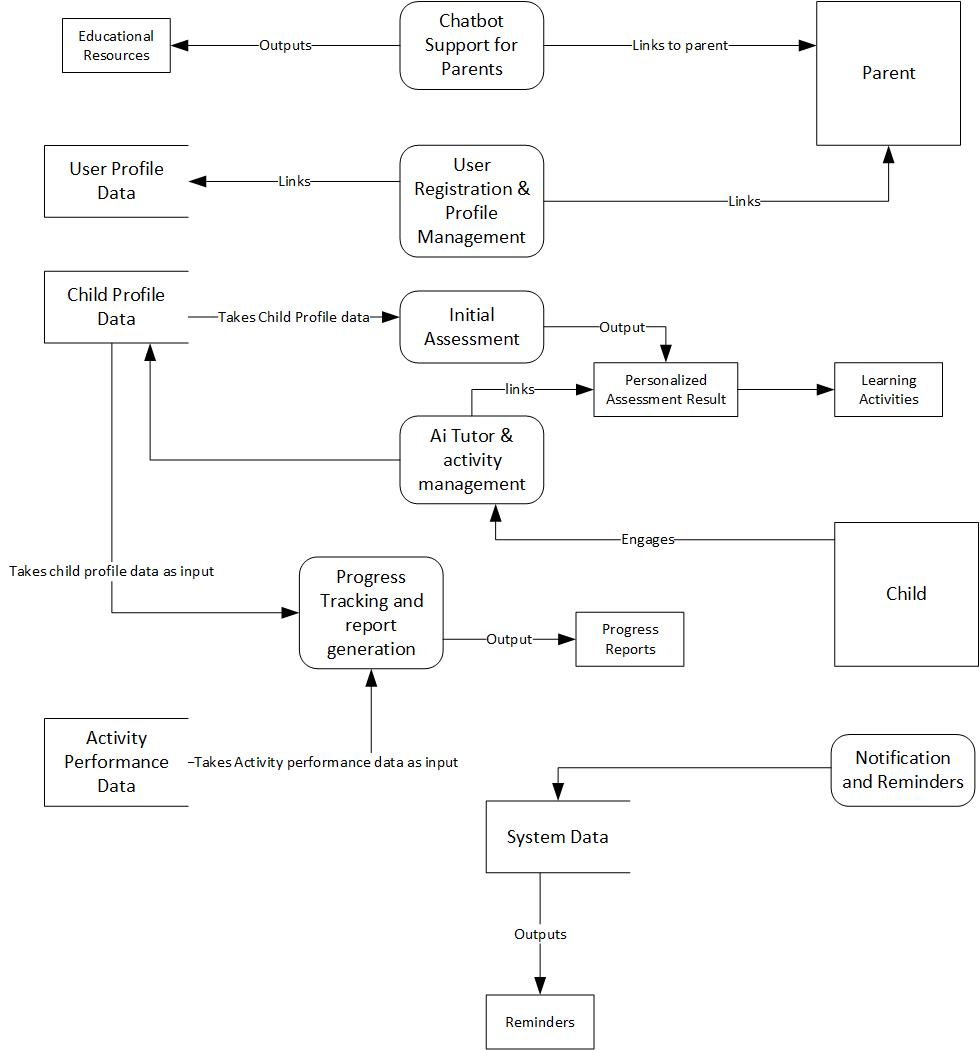 Educational
Resources
Outputs
Chatbot
Support for
Parents
Links to parent
Parent
User Profile
Data
Links
User
Registration &
Profile
Management
Links
Child Profile
Data
Takes Child Profile data
Initial
Assessment
Output
Personalized
Assessment Result
Learning
Activities
links
Ai Tutor &
activity
management
Engages
Child
Takes child profile data as input
Progress
Tracking and
report
generation
Output
Progress
Reports
Activity
Performance
Data
Takes Activity performance data as input
Notification
and Reminders
System Data
Outputs
Reminders